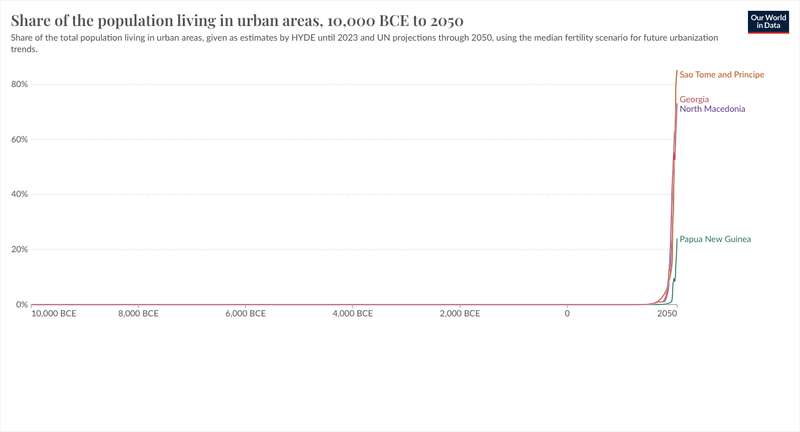 Share of the population living in urban areas, 10,000 BCE to 2050
Our World
in Data
Share of the total population living in urban areas, given as estimates by HYDE until 2023 and UN projections through 2050, using the median fertility scenario for future urbanization
trends.
80%
60%
40%
20%
0%
Sao Tome and Principe
Georgia
North Macedonia
Papua New Guinea
10,000 BCE
8,000 BCE
6,000 BCE
4,000 BCE
2,000 BCE
0
2050